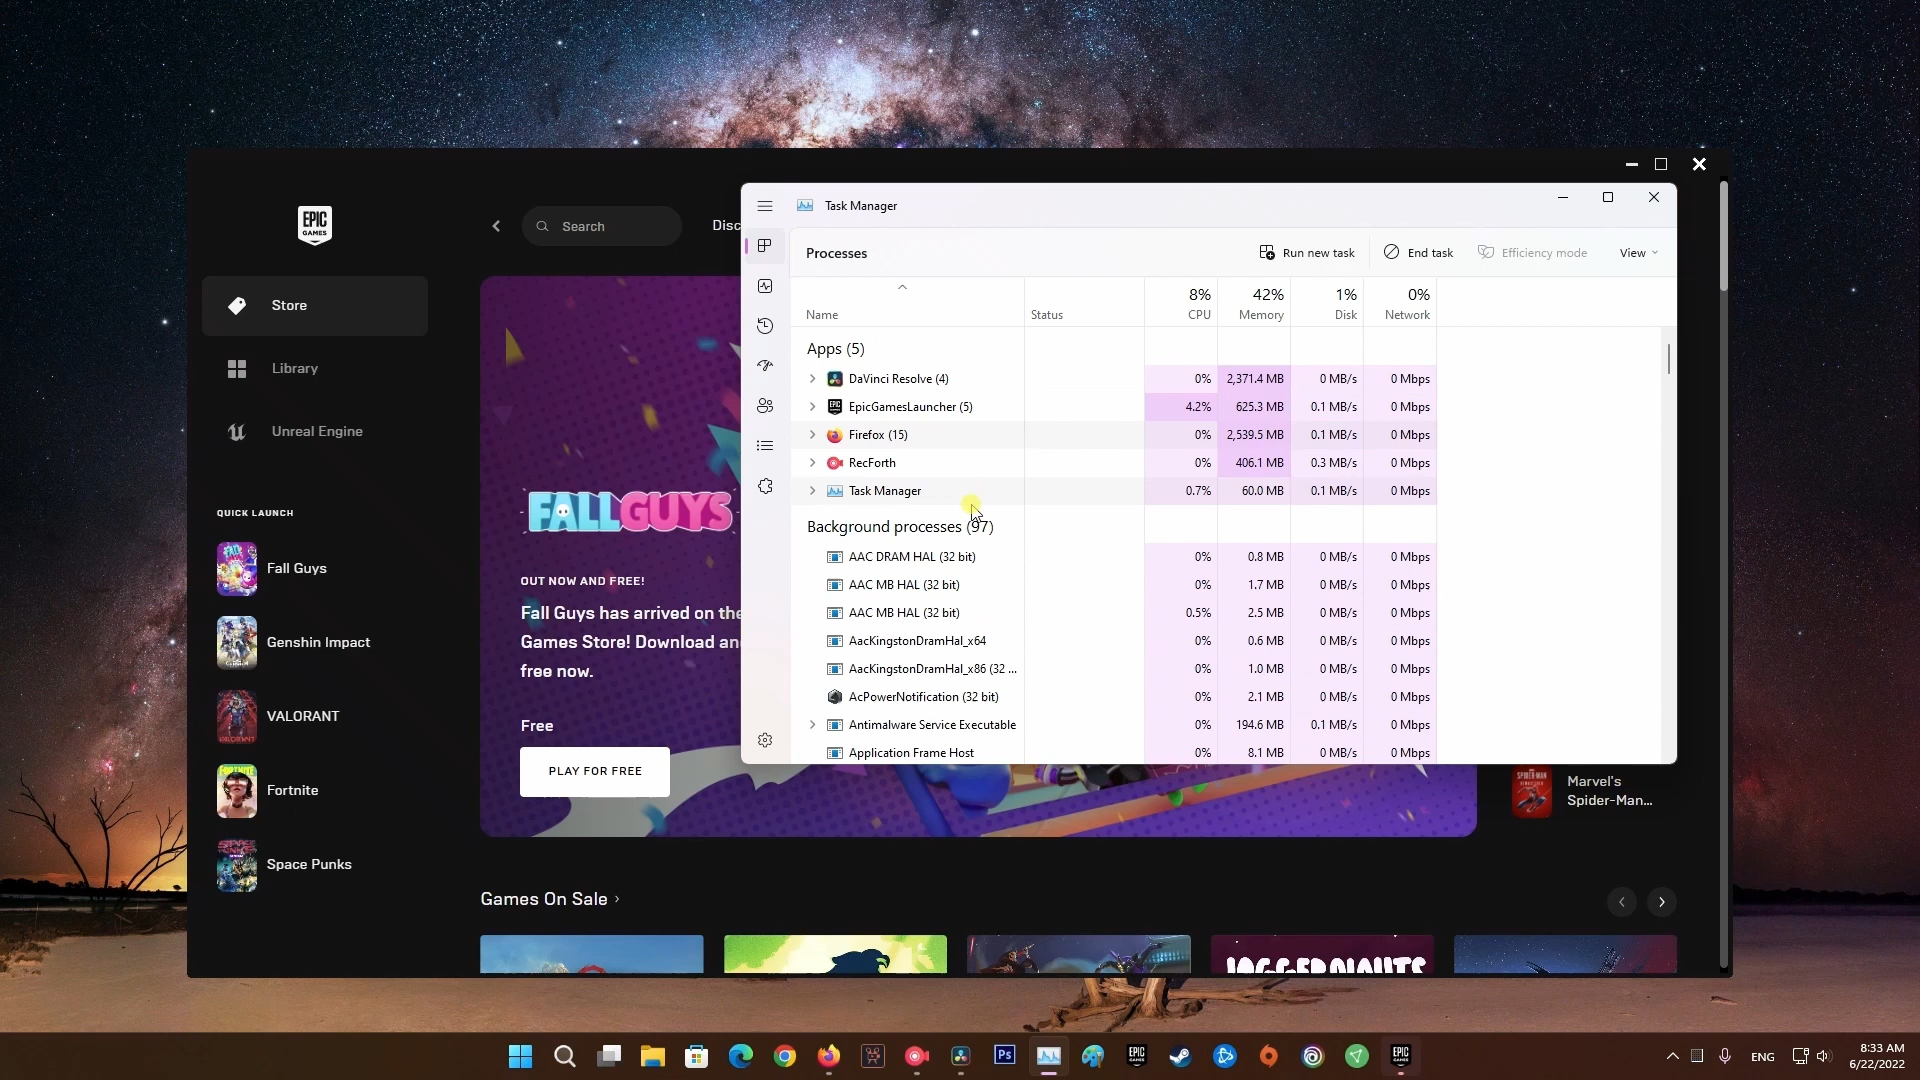 EPIC
GAMES
Search
Disc
Store
Library
Unreal Engine
QUICK LAUNCH
Fall Guys
Genshin Impact
VALORANT
Fortnite
Space Punks
FALL GUYS
OUT NOW AND FREE!
Fall Guys has arrived on the
Games Store! Download an
free now.
Free
PLAY FOR FREE
Task Manager
Processes
Run new task
End task
Efficiency mode
View
8% 42% 1% 0%
Name Status CPU Memory Disk Network
Apps (5)
DaVinci Resolve (4) 0% 2,371.4 MB 0 MB/s 0 Mbps
EpicGamesLauncher (5) 4.2% 625.3 MB 0.1 MB/s 0 Mbps
Firefox (15) 0% 2,539.5 MB 0.1 MB/s 0 Mbps
RecForth 0% 406.1 MB 0.3 MB/s 0 Mbps
Task Manager 0.7% 60.0 MB 0.1 MB/s 0 Mbps
Background processes (97)
AAC DRAM HAL (32 bit) 0% 0.8 MB 0 MB/s 0 Mbps
AAC MB HAL (32 bit) 0% 1.7 MB 0 MB/s 0 Mbps
AAC MB HAL (32 bit) 0.5% 2.5 MB 0 MB/s 0 Mbps
AacKingstonDramHal_x64 0% 0.6 MB 0 MB/s 0 Mbps
AacKingstonDramHal_x86 (32 ... 0% 1.0 MB 0 MB/s 0 Mbps
AcPowerNotification (32 bit) 0% 2.1 MB 0 MB/s 0 Mbps
Antimalware Service Executable 0% 194.6 MB 0.1 MB/s 0 Mbps
Application Frame Host 0% 8.1 MB 0 MB/s 0 Mbps
Marvel's
Spider-Man...
Games On Sale
JOGGERNAUTS
Ps
EPIC
EPIC
ENG
8:33 AM
6/22/2022